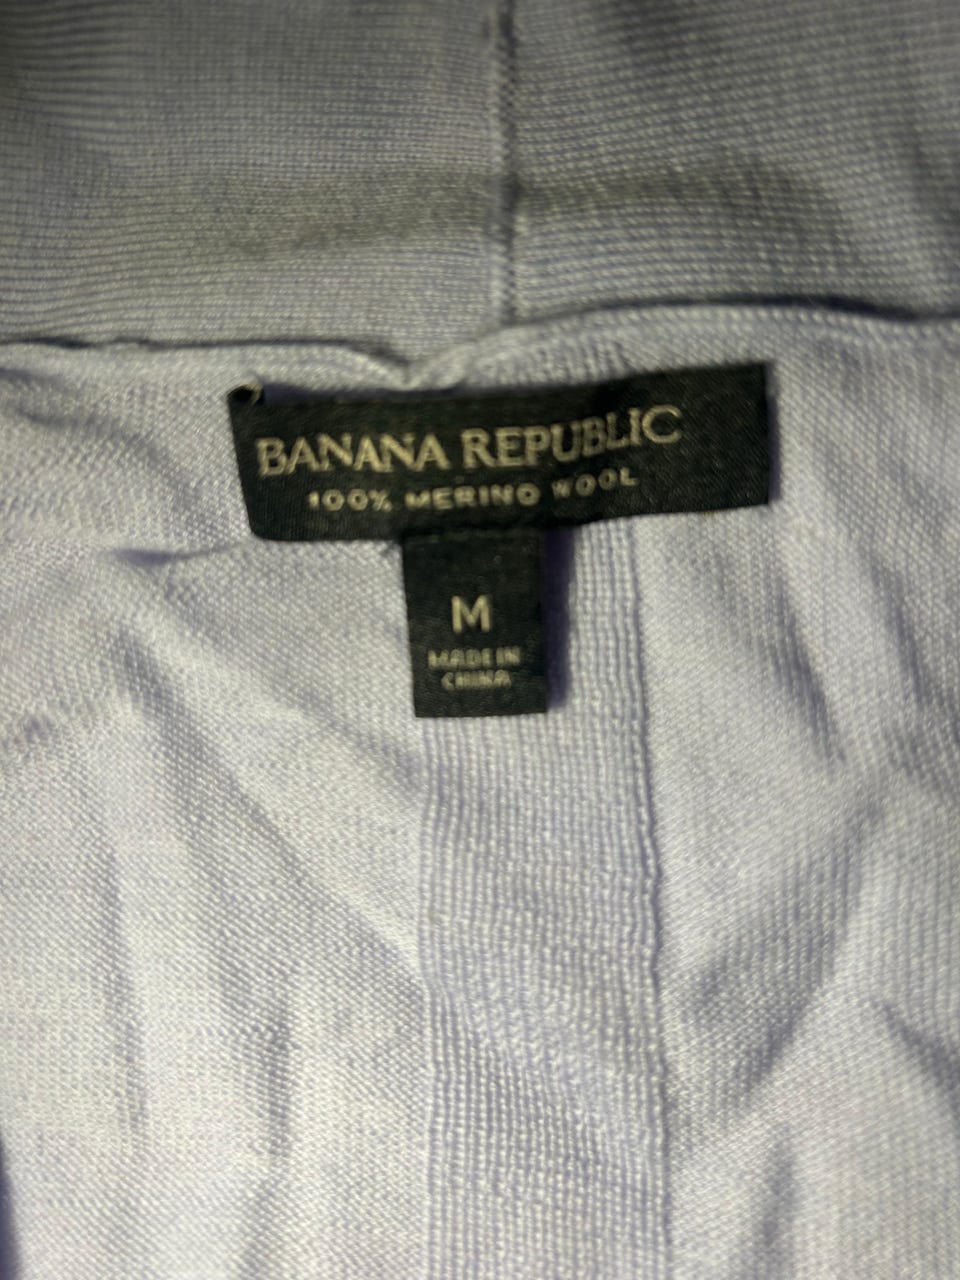 BANANA REPUBLIC
100% MERINO WOOL
M
MADE IN
CHINA